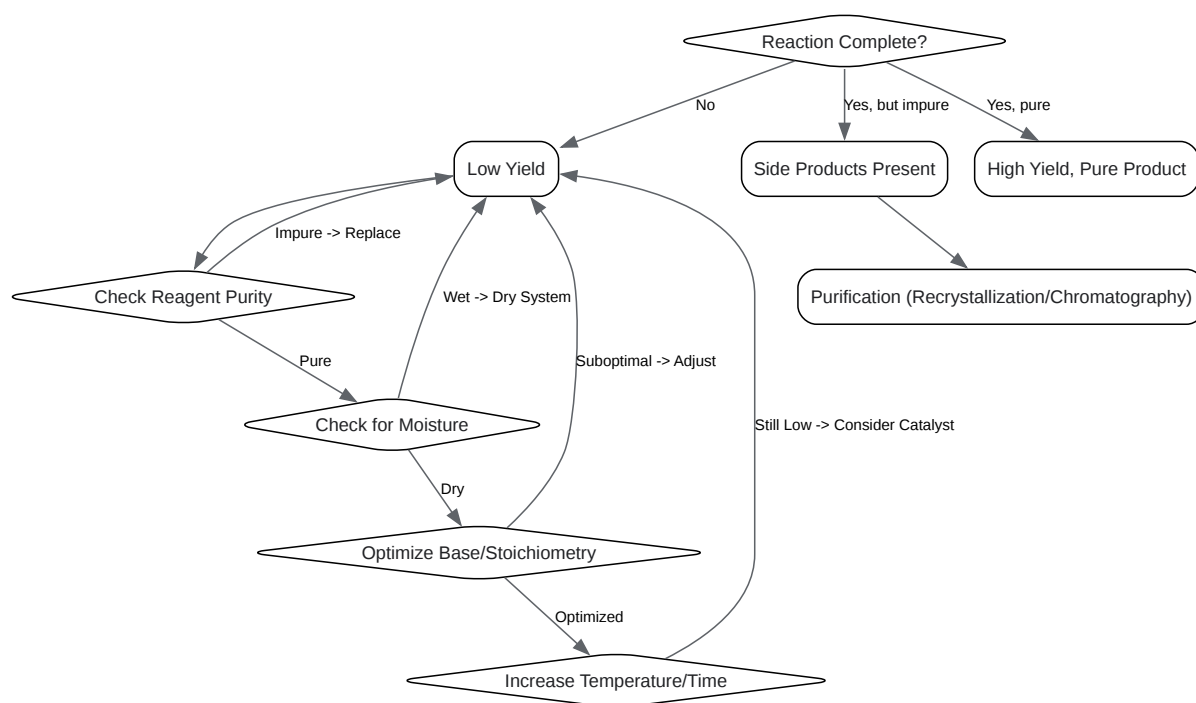 Reaction Complete?
No
Yes, but impure
Yes, pure
Low Yield
Side Products Present
High Yield, Pure Product
Impure -> Replace
Check Reagent Purity
Wet -> Dry System
Purification (Recrystallization/Chromatography)
Pure
Suboptimal -> Adjust
Check for Moisture
Still Low -> Consider Catalyst
Dry
Optimize Base/Stoichiometry
Optimized
Increase Temperature/Time